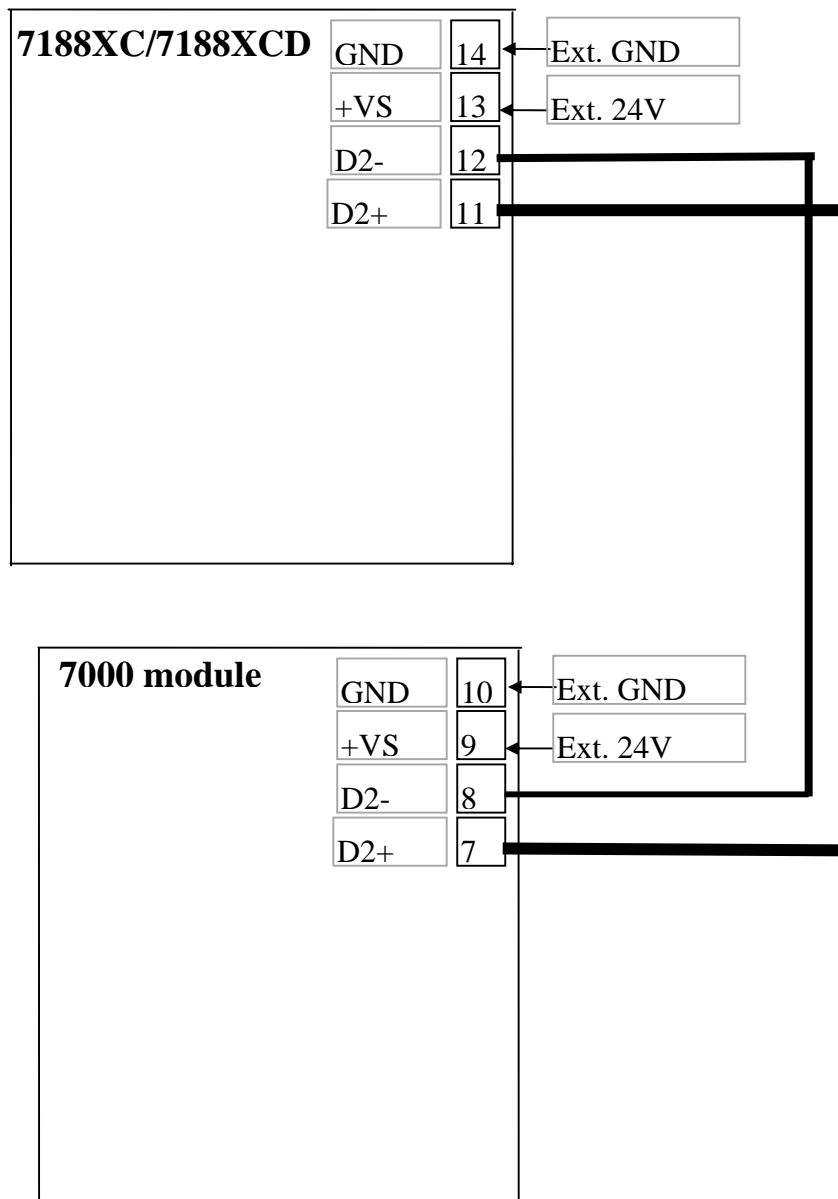 7188XC/7188XCD GND 14 Ext. GND
+VS 13 Ext. 24V
D2- 12
D2+ 11
7000 module GND 10 Ext. GND
+VS 9 Ext. 24V
D2- 8
D2+ 7